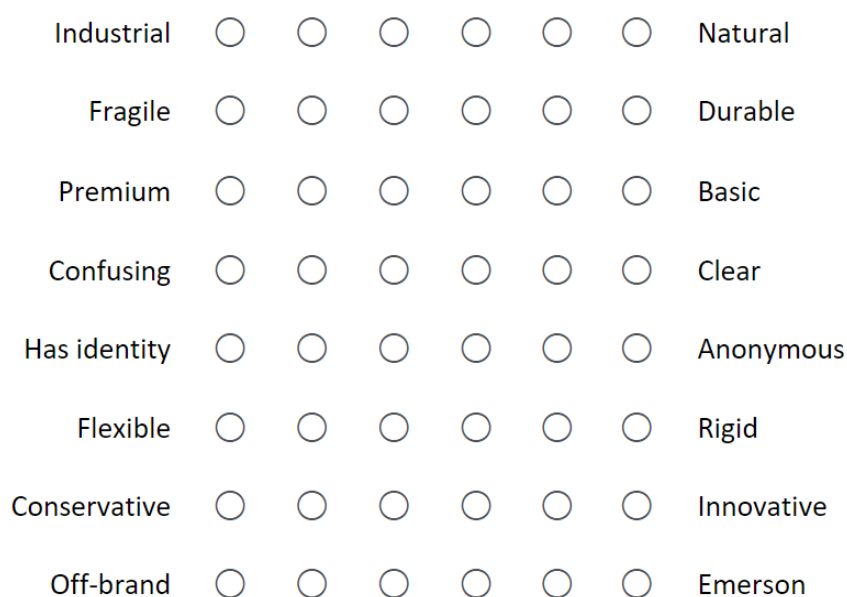 Industrial Natural
Fragile Durable
Premium Basic
Confusing Clear
Has identity Anonymous
Flexible Rigid
Conservative Innovative
Off-brand Emerson